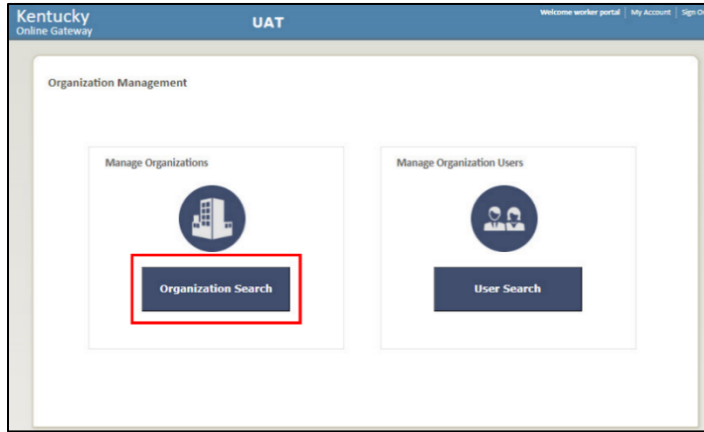 Kentucky
Online Gateway
UAT
Welcome worker portal | My Account | Sign O
Organization Management
Manage Organizations
Manage Organization Users
Organization Search
User Search